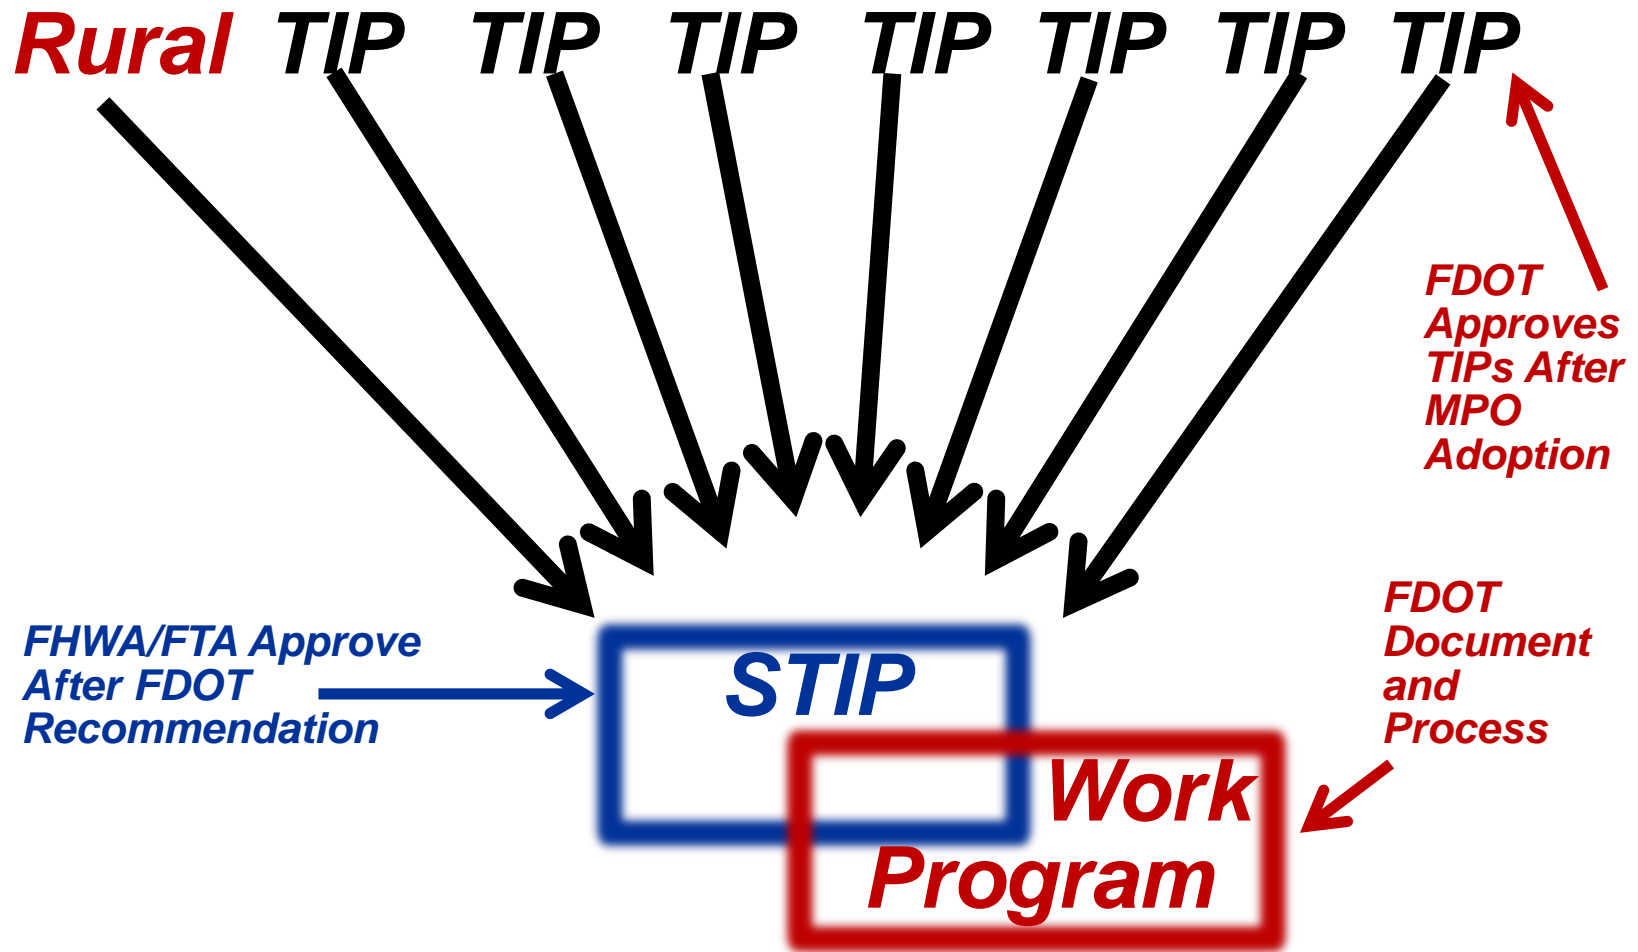 Rural TIP TIP TIP TIP TIP TIP TIP
FDOT
Approves
TIPs After
MPO
Adoption
FHWA/FTA Approve
After FDOT
Recommendation
STIP
FDOT
Document
and
Process
Work
Program